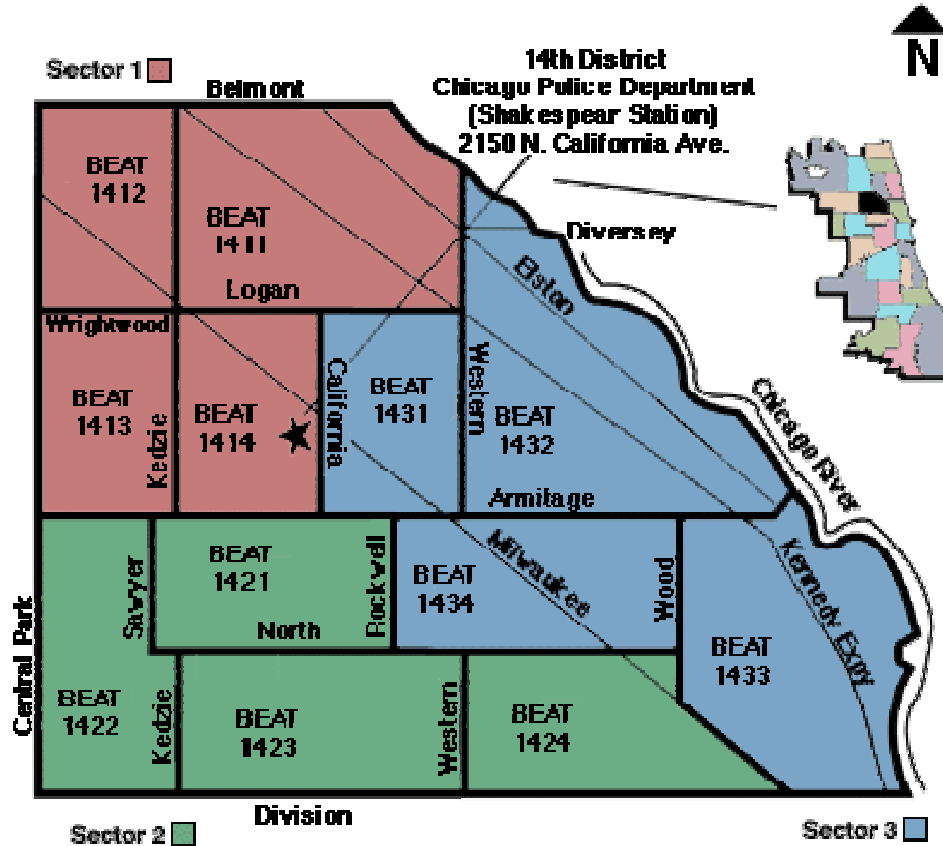 N
Sector 1
Belmont
14th District
Chicago Police Department
(Shakespear Station)
2150 N. California Ave.
BEAT
1412
BEAT
1411
Diversey
Logan
Elston
Wrightwood
BEAT
1413
Kedzie
BEAT
1414
California
BEAT
1431
Western
BEAT
1432
Chicago River
Armitage
Central Park
Sawyer
BEAT
1421
North
Rockwell
BEAT
1434
Milwaukee
Wood
Kennedy Expy
BEAT
1433
BEAT
1422
Kedzie
BEAT
1423
Western
BEAT
1424
Division
Sector 2
Sector 3